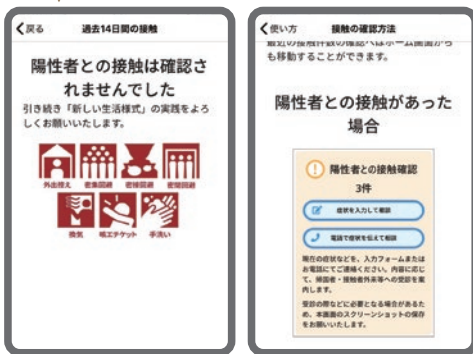 戻る
過去14日間の接触
陽性者との接触は確認さ
れませんでした
引き続き「新しい生活様式」の実践をよろ
しくお願いいたします。
外出控え 密集回避 密接回避 密閉回避
換気 咳エチケット 手洗い
使い方
接触の確認方法
最近の接触件数の確認へはホーム画面から
も移動することができます。
陽性者との接触があった
場合
陽性者との接触確認
3件
症状を入力して相談
電話で症状を伝えて相談
現在の症状などを、入力フォームまたは
お電話にてご連絡ください。内容に応じ
て、帰国者・接触者外来等への受診を案
内します。
受診の際などに必要となる場合があるた
め、本画面のスクリーンショットの保存
をお願いいたします。